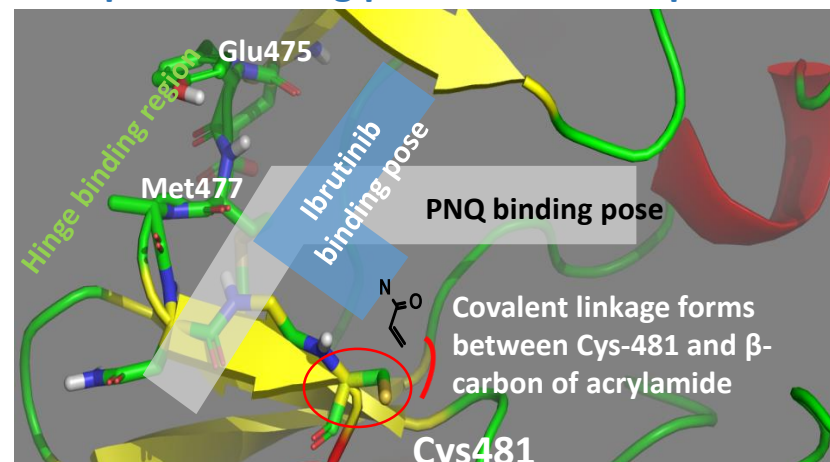 Glu475
Hinge binding region
Met477
Ibrutinib
binding pose
PNQ binding pose
N
O
Covalent linkage forms
between Cys-481 and β-
carbon of acrylamide
Cys481